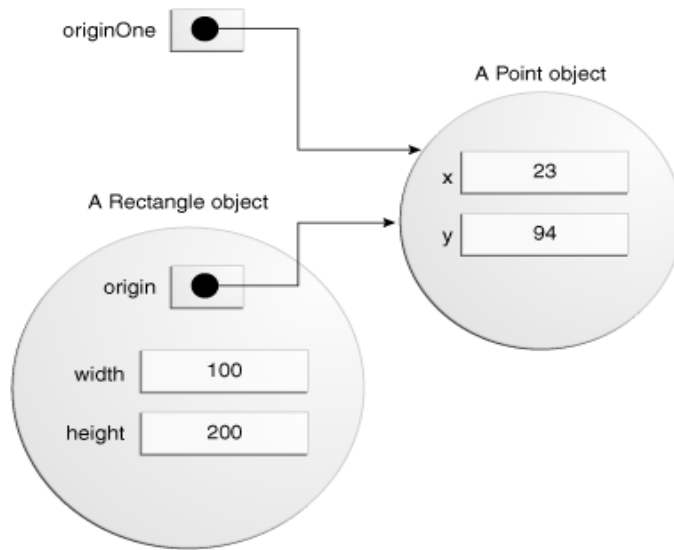 originOne
A Point object
x 23
y 94
A Rectangle object
origin
width 100
height 200